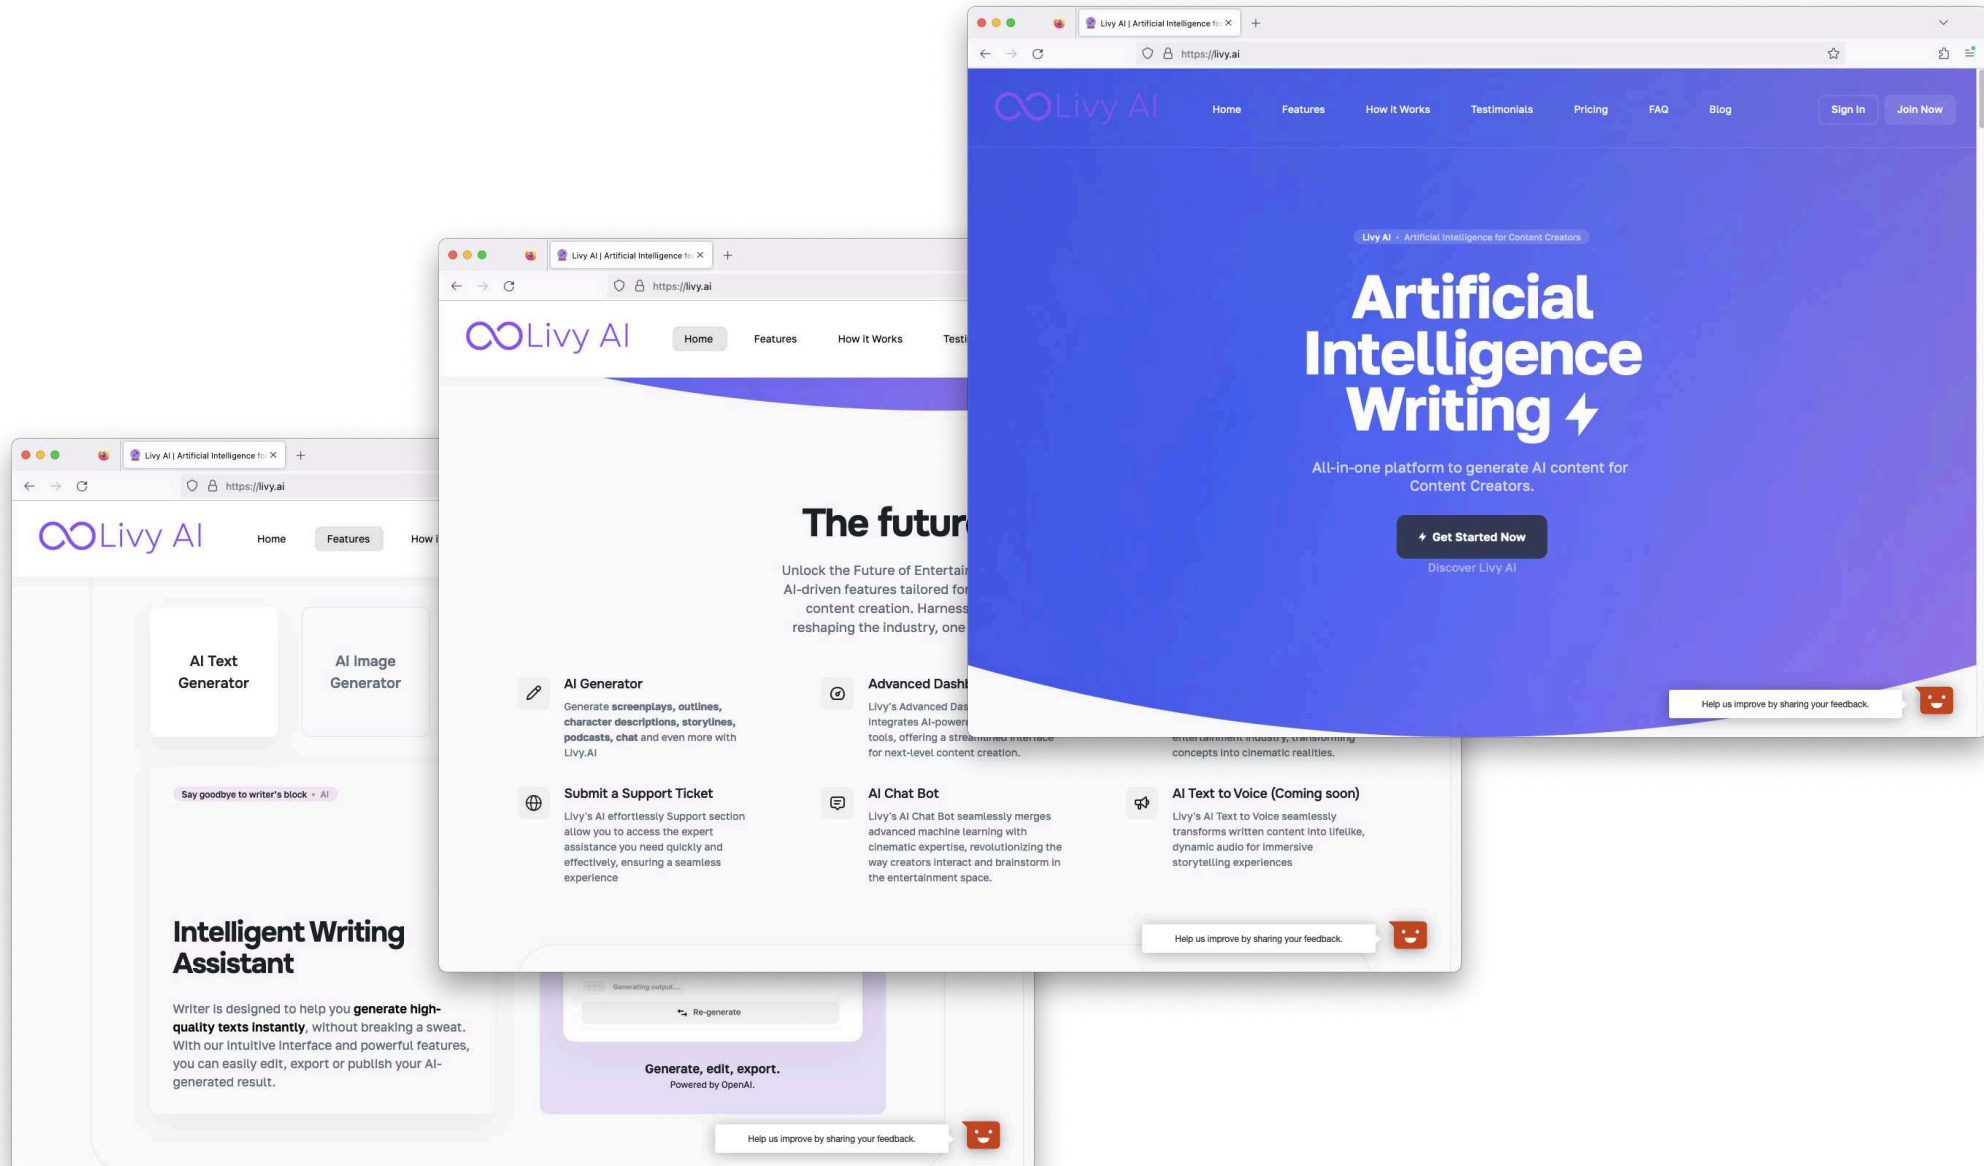 Livy AI | Artificial Intelligence fo
https://livy.ai
Livy AI
Home
Features
How it Works
Testimonials
Pricing
FAQ
Blog
Sign In
Join Now
Livy AI • Artificial Intelligence for Content Creators
Artificial
Intelligence
Writing
All-in-one platform to generate AI content for
Content Creators.
Get Started Now
Discover Livy AI
Help us improve by sharing your feedback.
Livy AI | Artificial Intelligence fo
https://livy.ai
Livy AI
Home
Features
How it Works
Testi
The futur
Unlock the Future of Entertai
AI-driven features tailored for
content creation. Harness
reshaping the industry, one
AI Generator
Generate screenplays, outlines,
character descriptions, storylines,
podcasts, chat and even more with
Livy.AI
Advanced Dash
Livy's Advanced Das
integrates AI-powere
tools, offering a streamlined interface
for next-level content creation.
entertainment industry, transforming
concepts into cinematic realities.
Submit a Support Ticket
Livy's AI effortlessly Support section
allow you to access the expert
assistance you need quickly and
effectively, ensuring a seamless
experience
AI Chat Bot
Livy's AI Chat Bot seamlessly merges
advanced machine learning with
cinematic expertise, revolutionizing the
way creators interact and brainstorm in
the entertainment space.
AI Text to Voice (Coming soon)
Livy's AI Text to Voice seamlessly
transforms written content into lifelike,
dynamic audio for immersive
storytelling experiences
Help us improve by sharing your feedback.
Livy AI | Artificial Intelligence fo
https://livy.ai
Livy AI
Home
Features
How i
AI Text
Generator
AI Image
Generator
Say goodbye to writer's block • AI
Intelligent Writing
Assistant
Writer is designed to help you generate high-
quality texts instantly, without breaking a sweat.
With our intuitive interface and powerful features,
you can easily edit, export or publish your AI-
generated result.
Generating output...
Re-generate
Generate, edit, export.
Powered by OpenAI.
Help us improve by sharing your feedback.